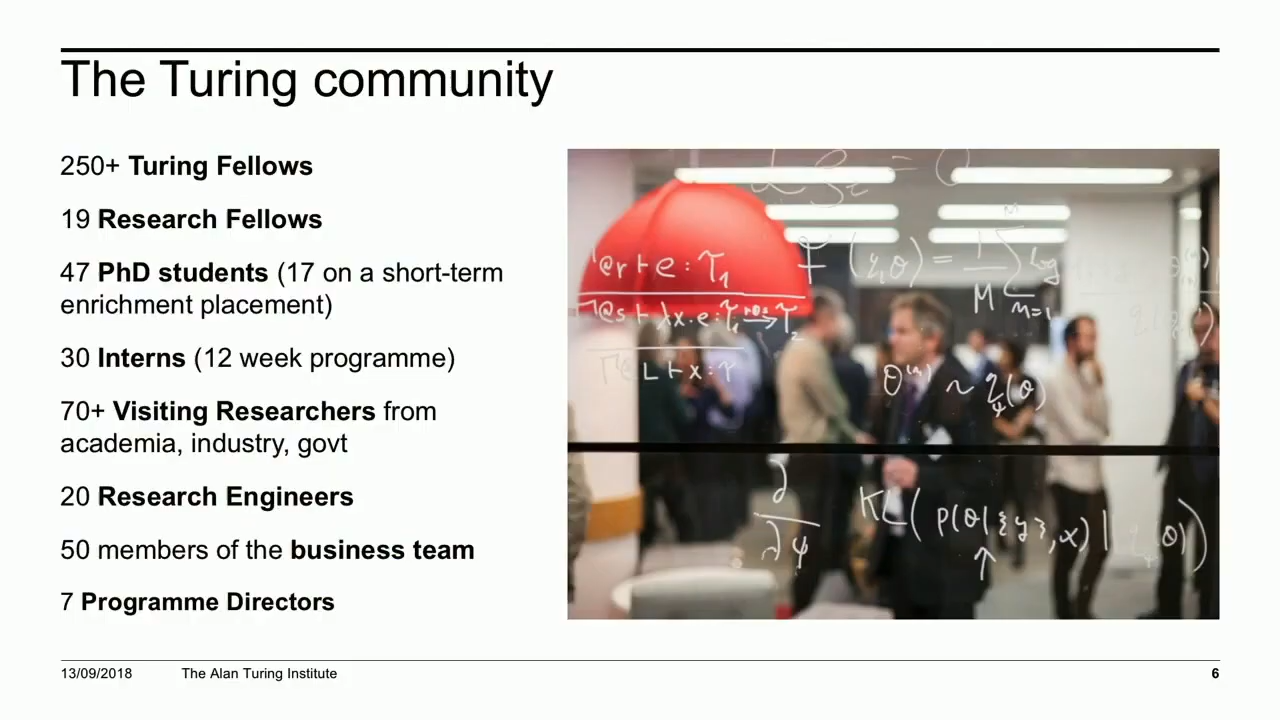 The Turing community
250+ Turing Fellows
19 Research Fellows
47 PhD students (17 on a short-term
enrichment placement)
30 Interns (12 week programme)
70+ Visiting Researchers from
academia, industry, govt
20 Research Engineers
50 members of the business team
7 Programme Directors
KL( p(θ|{y},x) |
13/09/2018 The Alan Turing Institute 6